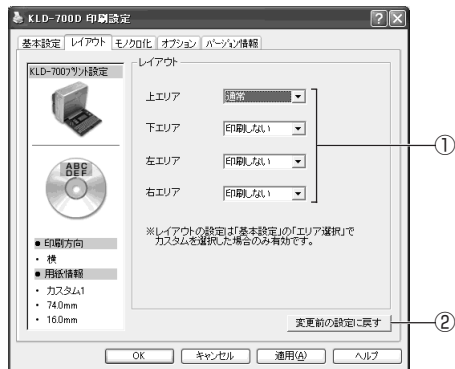 KLD-700D 印刷設定
基本設定 レイアウト モノクロ化 オプション バージョン情報
KLD-700プリント設定
ABC
DEF
● 印刷方向
・ 横
● 用紙情報
・ カスタム1
・ 74.0mm
・ 16.0mm
レイアウト
上エリア 通常
下エリア 印刷しない
左エリア 印刷しない
右エリア 印刷しない
※レイアウトの設定は「基本設定」の「エリア選択」で
カスタムを選択した場合のみ有効です。
①
変更前の設定に戻す
②
OK キャンセル 適用(A) ヘルプ